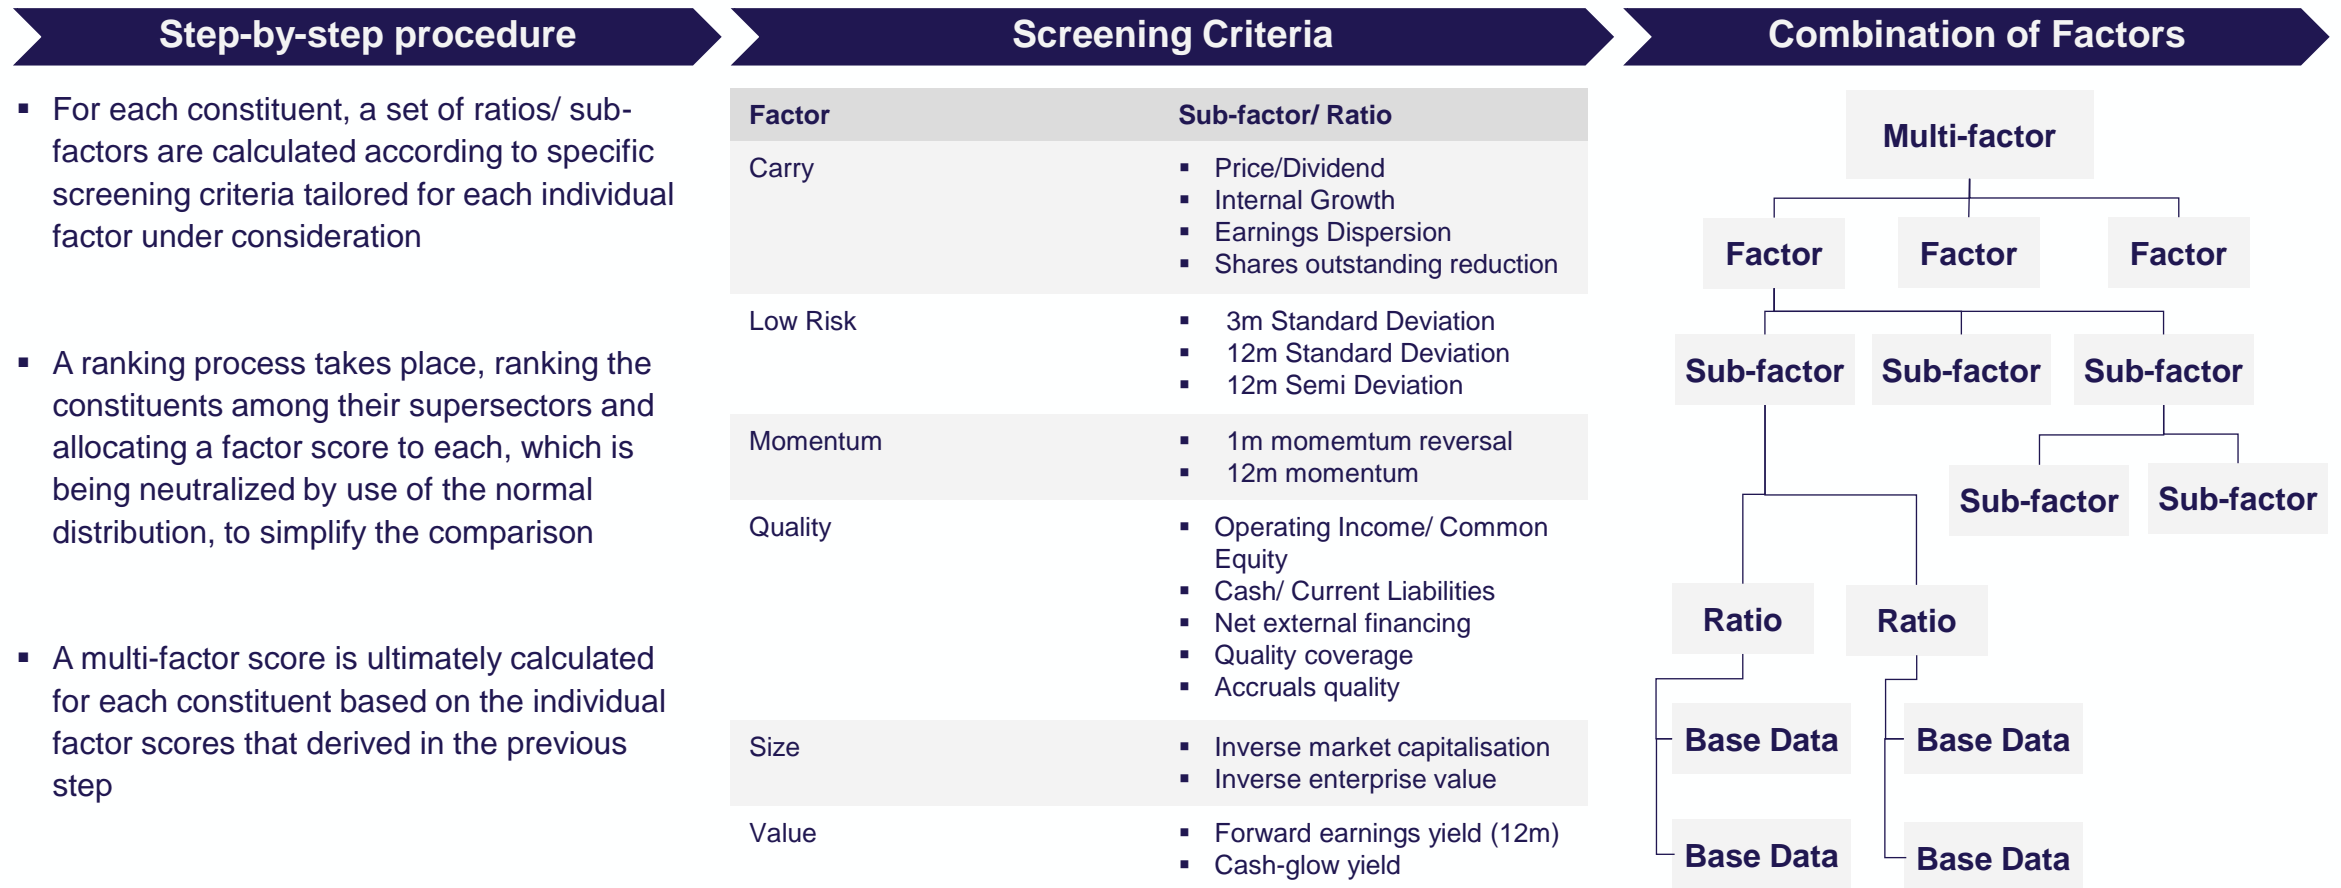 Step-by-step procedure
▪ For each constituent, a set of ratios/ sub-
factors are calculated according to specific
screening criteria tailored for each individual
factor under consideration
▪ A ranking process takes place, ranking the
constituents among their supersectors and
allocating a factor score to each, which is
being neutralized by use of the normal
distribution, to simplify the comparison
▪ A multi-factor score is ultimately calculated
for each constituent based on the individual
factor scores that derived in the previous
step
Screening Criteria
Factor Sub-factor/ Ratio
Carry ▪ Price/Dividend
▪ Internal Growth
▪ Earnings Dispersion
▪ Shares outstanding reduction
Low Risk ▪ 3m Standard Deviation
▪ 12m Standard Deviation
▪ 12m Semi Deviation
Momentum ▪ 1m momemtum reversal
▪ 12m momentum
Quality ▪ Operating Income/ Common
Equity
▪ Cash/ Current Liabilities
▪ Net external financing
▪ Quality coverage
▪ Accruals quality
Size ▪ Inverse market capitalisation
▪ Inverse enterprise value
Value ▪ Forward earnings yield (12m)
▪ Cash-glow yield
Combination of Factors
Multi-factor
Factor Factor Factor
Sub-factor Sub-factor Sub-factor
Sub-factor Sub-factor
Ratio Ratio
Base Data Base Data
Base Data Base Data